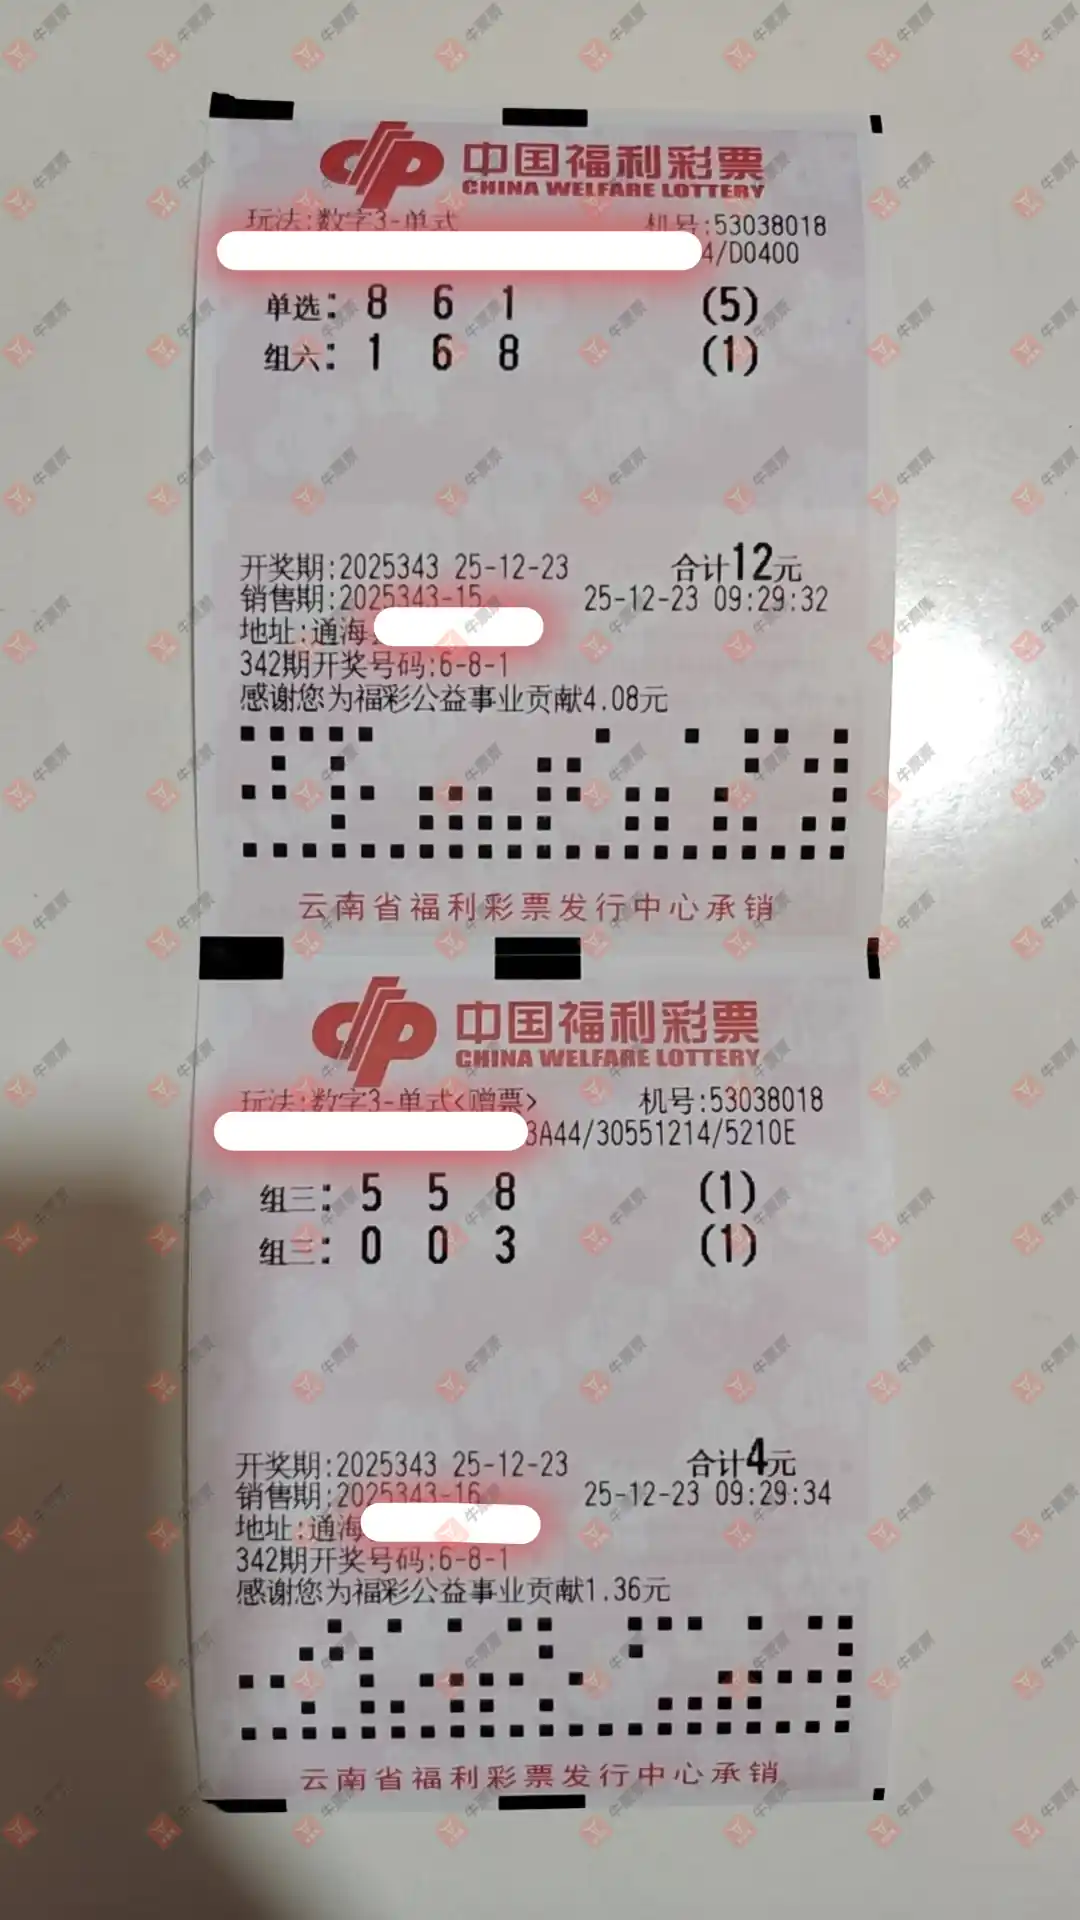 中国福利彩票
CHINA WELFARE LOTTERY
玩法:数字3-单式 机号:53038018
4/D0400
单选: 8 6 1 (5)
组六: 1 6 8 (1)
开奖期:2025343 25-12-23 合计12元
销售期:2025343-15 25-12-23 09:29:32
地址:通海
342期开奖号码:6-8-1
感谢您为福彩公益事业贡献4.08元
云南省福利彩票发行中心承销
中国福利彩票
CHINA WELFARE LOTTERY
玩法:数字3-单式<赠票> 机号:53038018
3A44/30551214/5210E
组三: 5 5 8 (1)
组三: 0 0 3 (1)
开奖期:2025343 25-12-23 合计4元
销售期:2025343-16 25-12-23 09:29:34
地址:通海
342期开奖号码:6-8-1
感谢您为福彩公益事业贡献1.36元
云南省福利彩票发行中心承销
牛票票